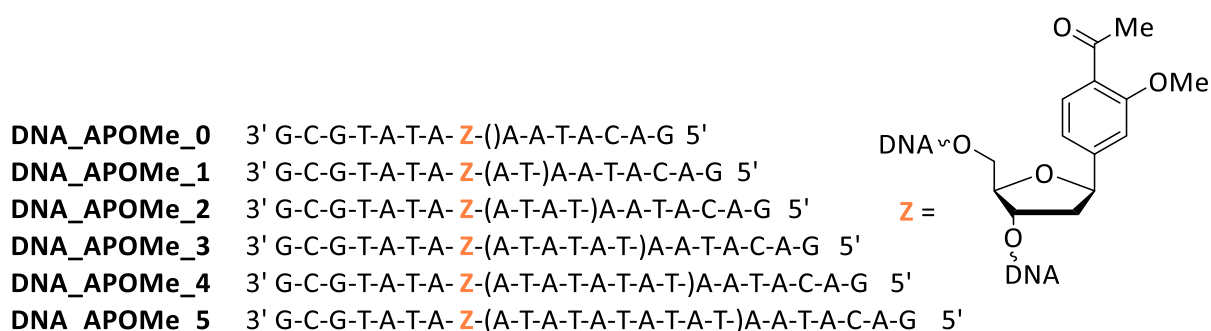 O
Me
OMe
DNA_APOMe_0 3' G-C-G-T-A-T-A-Z-()A-A-T-A-C-A-G 5'
DNA~O
DNA_APOMe_1 3' G-C-G-T-A-T-A-Z-(A-T-)A-A-T-A-C-A-G 5'
O
DNA_APOMe_2 3' G-C-G-T-A-T-A-Z-(A-T-A-T-)A-A-T-A-C-A-G 5'
Z =
DNA_APOMe_3 3' G-C-G-T-A-T-A-Z-(A-T-A-T-A-T-)A-A-T-A-C-A-G 5'
O
DNA
DNA_APOMe_4 3' G-C-G-T-A-T-A-Z-(A-T-A-T-A-T-A-T-)A-A-T-A-C-A-G 5'
DNA_APOMe_5 3' G-C-G-T-A-T-A-Z-(A-T-A-T-A-T-A-T-A-T-)A-A-T-A-C-A-G 5'